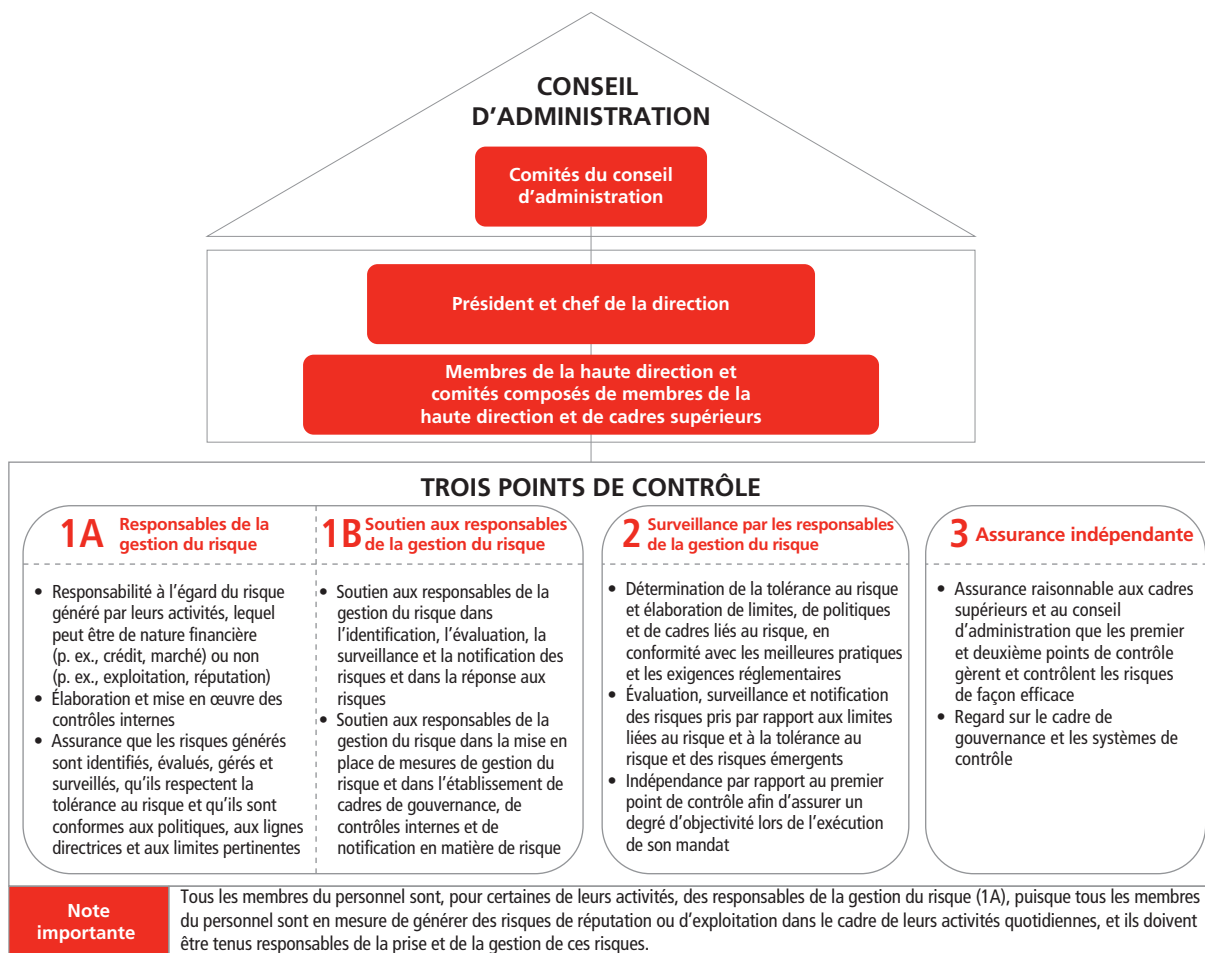 CONSEIL
D’ADMINISTRATION
Comités du conseil
d’administration
Président et chef de la direction
Membres de la haute direction et
comités composés de membres de la
haute direction et de cadres supérieurs
TROIS POINTS DE CONTRÔLE
1A Responsables de la
gestion du risque
• Responsabilité à l’égard du risque
généré par leurs activités, lequel
peut être de nature financière
(p. ex., crédit, marché) ou non
(p. ex., exploitation, réputation)
• Élaboration et mise en œuvre des
contrôles internes
• Assurance que les risques générés
sont identifiés, évalués, gérés et
surveillés, qu’ils respectent la
tolérance au risque et qu’ils sont
conformes aux politiques, aux lignes
directrices et aux limites pertinentes
1B Soutien aux responsables
de la gestion du risque
• Soutien aux responsables de la
gestion du risque dans
l’identification, l’évaluation, la
surveillance et la notification des
risques et dans la réponse aux
risques
• Soutien aux responsables de la
gestion du risque dans la mise en
place de mesures de gestion du
risque et dans l’établissement de
cadres de gouvernance, de
contrôles internes et de
notification en matière de risque
2 Surveillance par les responsables
de la gestion du risque
• Détermination de la tolérance au risque
et élaboration de limites, de politiques
et de cadres liés au risque, en
conformité avec les meilleures pratiques
et les exigences réglementaires
• Évaluation, surveillance et notification
des risques pris par rapport aux limites
liées au risque et à la tolérance au
risque et des risques émergents
• Indépendance par rapport au premier
point de contrôle afin d’assurer un
degré d’objectivité lors de l’exécution
de son mandat
3 Assurance indépendante
• Assurance raisonnable aux cadres
supérieurs et au conseil
d’administration que les premier
et deuxième points de contrôle
gèrent et contrôlent les risques
de façon efficace
• Regard sur le cadre de
gouvernance et les systèmes de
contrôle
Note
importante
Tous les membres du personnel sont, pour certaines de leurs activités, des responsables de la gestion du risque (1A), puisque tous les membres
du personnel sont en mesure de générer des risques de réputation ou d’exploitation dans le cadre de leurs activités quotidiennes, et ils doivent
être tenus responsables de la prise et de la gestion de ces risques.